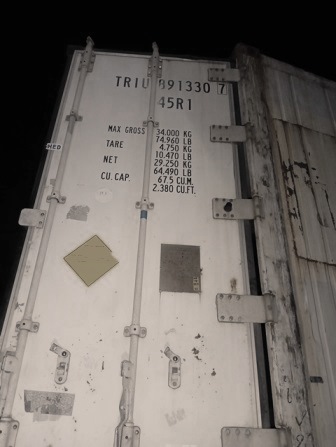 TRIU 891330 7
45R1
MAX GROSS 34.000 KG
74.960 LB
TARE 4.750 KG
10.470 LB
NET 29.250 KG
64.490 LB
CU. CAP. 67.5 CU.M.
2.380 CU.FT.
HED